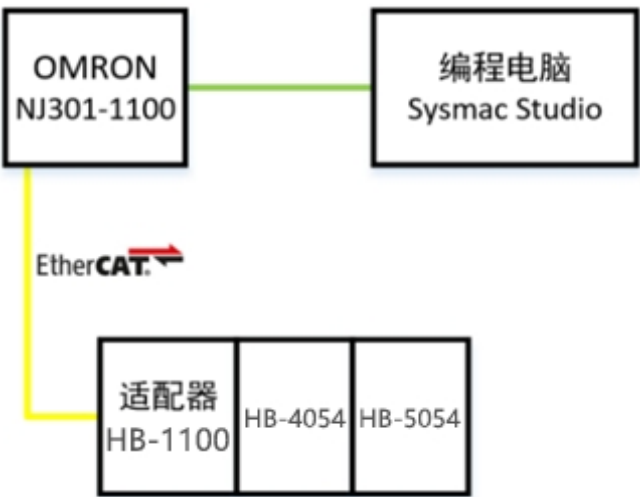 OMRON
NJ301-1100
编程电脑
Sysmac Studio
EtherCAT.
适配器
HB-1100
HB-4054
HB-5054